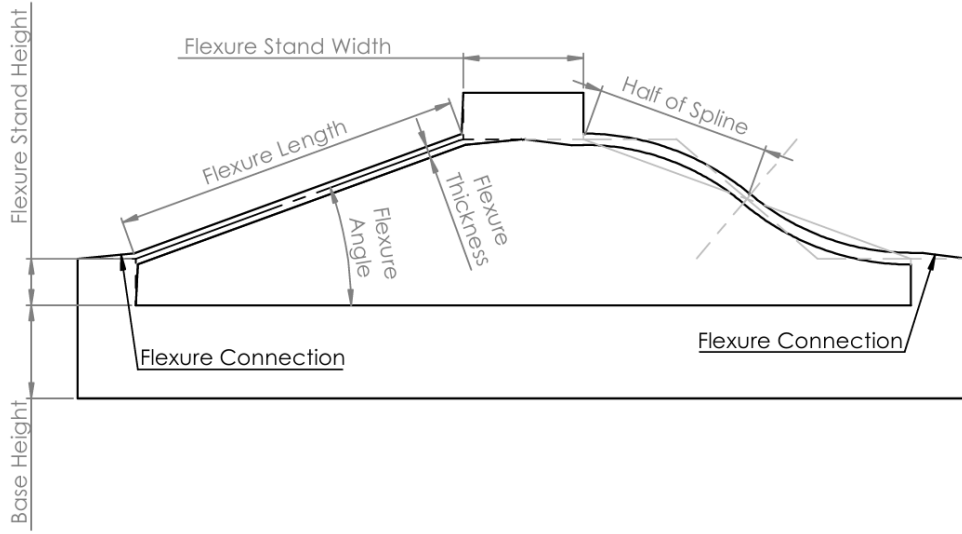 Flexure Stand Height
Flexure Stand Width
Half of Spline
Flexure Length
Flexure
Thickness
Flexure
Angle
Flexure Connection
Flexure Connection
Base Height